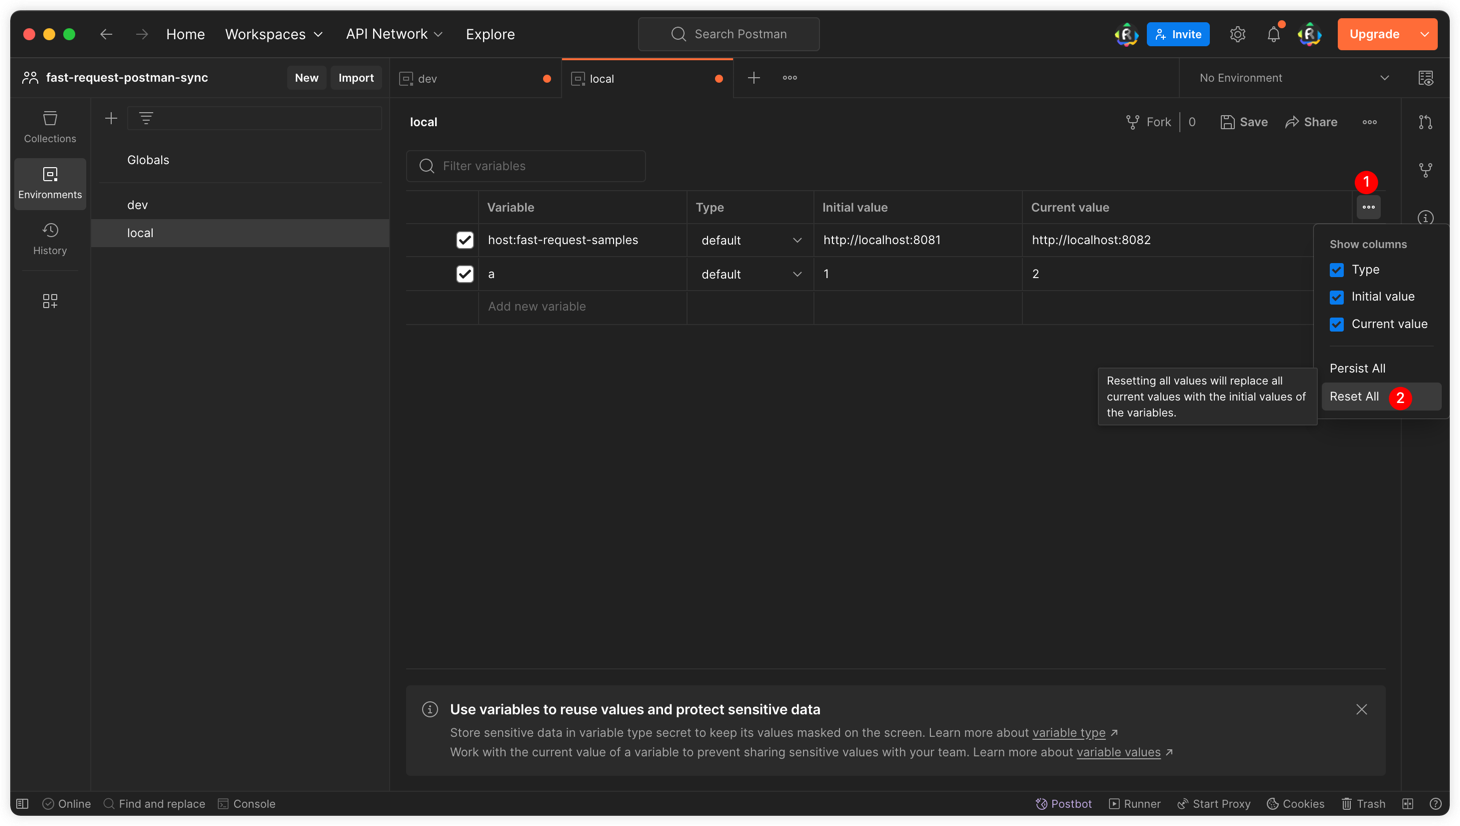 Home Workspaces API Network Explore Search Postman Invite Upgrade
fast-request-postman-sync New Import dev local No Environment
local Fork 0 Save Share
Collections
Environments
History
Globals
dev
local
Filter variables
1
Variable Type Initial value Current value
host:fast-request-samples default http://localhost:8081 http://localhost:8082
a default 1 2
Add new variable
Show columns
Type
Initial value
Current value
Persist All
Reset All 2
Resetting all values will replace all
current values with the initial values of
the variables.
Use variables to reuse values and protect sensitive data
Store sensitive data in variable type secret to keep its values masked on the screen. Learn more about variable type ↗
Work with the current value of a variable to prevent sharing sensitive values with your team. Learn more about variable values ↗
Online Find and replace Console Postbot Runner Start Proxy Cookies Trash